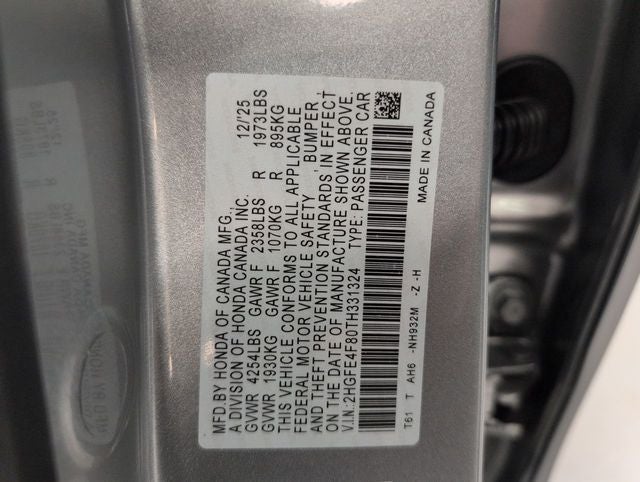 MFD BY HONDA OF CANADA MFG.
A DIVISION OF HONDA CANADA INC. 12/'25
GVWR 4254LBS GAWR F 2358LBS R 1973LBS
GVWR 1930KG GAWR F 1070KG R 895KG
THIS VEHICLE CONFORMS TO ALL APPLICABLE
FEDERAL MOTOR VEHICLE SAFETY, BUMPER,
AND THEFT PREVENTION STANDARDS IN EFFECT
ON THE DATE OF MANUFACTURE SHOWN ABOVE.
V.I.N.:2HGFE4F80TH331324 TYPE: PASSENGER CAR
T61 T AH6 -NH932M -Z -H MADE IN CANADA